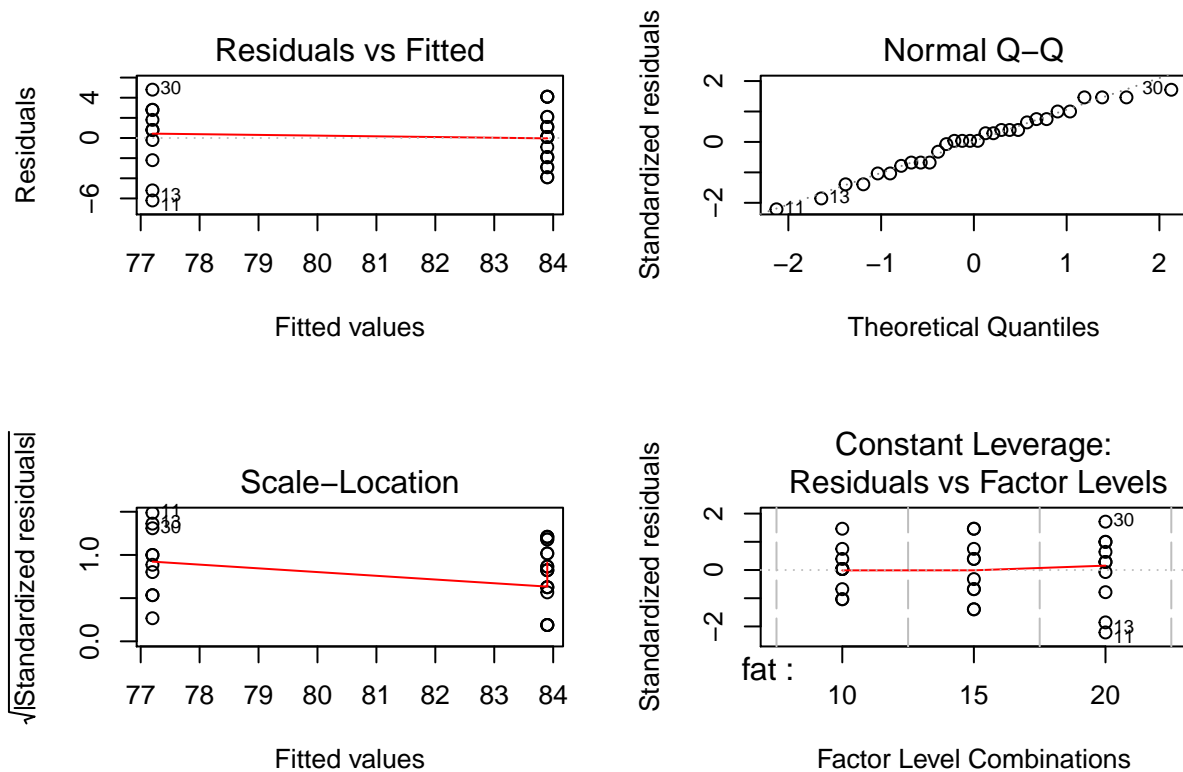 Residuals vs Fitted
Residuals
4
0
−6
30
13
11
77 78 79 80 81 82 83 84
Fitted values
Normal Q−Q
Standardized residuals
2
0
−2
30
13
11
−2 −1 0 1 2
Theoretical Quantiles
Scale−Location
√|Standardized residuals|
1.0
0.0
11
13
30
77 78 79 80 81 82 83 84
Fitted values
Constant Leverage:
Residuals vs Factor Levels
Standardized residuals
2
0
−2
30
13
11
fat :
10 15 20
Factor Level Combinations